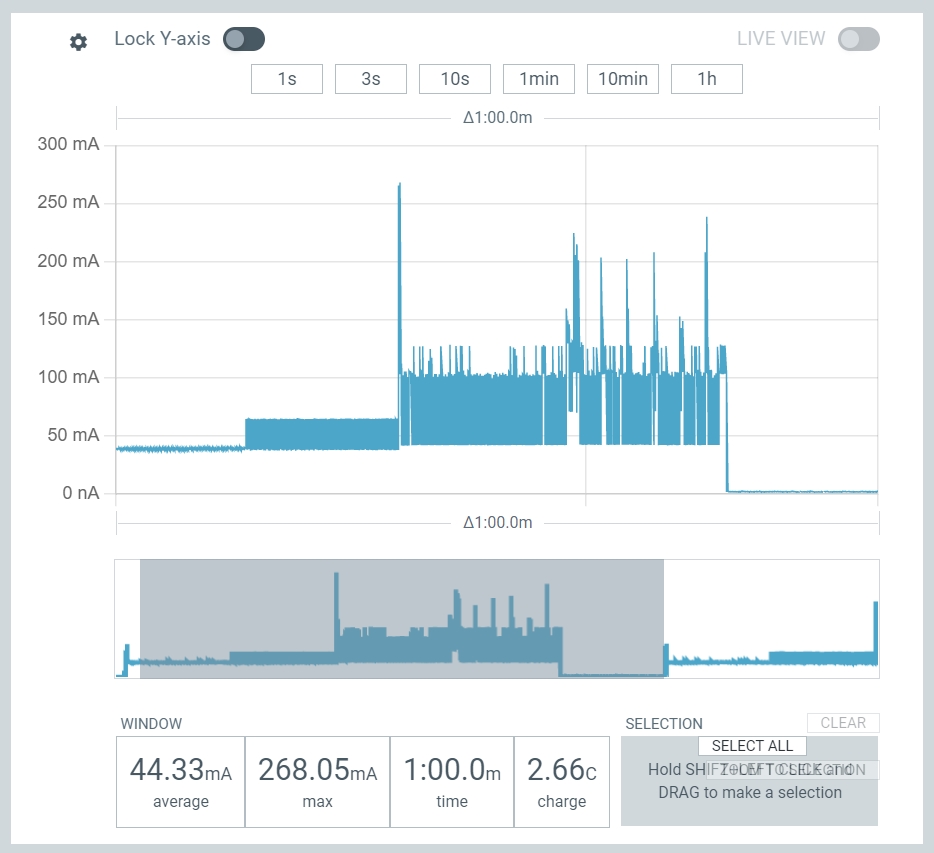 Lock Y-axis
LIVE VIEW
1s 3s 10s 1min 10min 1h
Δ1:00.0m
300 mA
250 mA
200 mA
150 mA
100 mA
50 mA
0 nA
Δ1:00.0m
WINDOW
44.33mA
average
268.05mA
max
1:00.0m
time
2.66C
charge
SELECTION
CLEAR
SELECT ALL
Hold SHIFT+LEFT CLICK and
ZOOM TO SELECTION
DRAG to make a selection